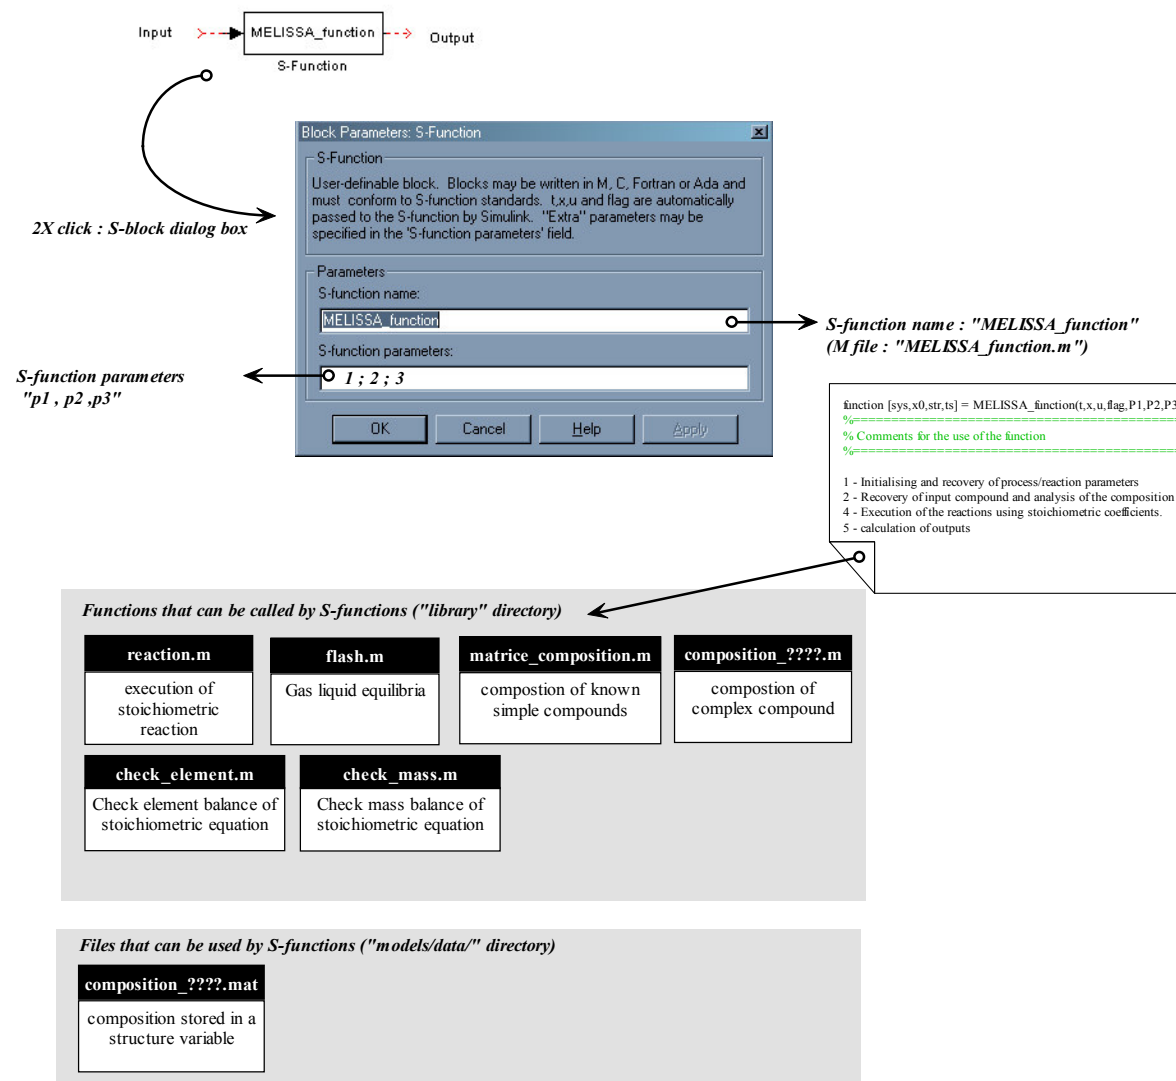 Input
MELISSA_function
Output
S-Function
Block Parameters: S-Function
S-Function
User-definable block. Blocks may be written in M, C, Fortran or Ada and
must conform to S-function standards. t,x,u and flag are automatically
passed to the S-function by Simulink. "Extra" parameters may be
specified in the 'S-function parameters' field.
2X click : S-block dialog box
Parameters
S-function name:
MELISSA_function
S-function name : "MELISSA_function"
(M file : "MELISSA_function.m")
S-function parameters:
1 ; 2 ; 3
S-function parameters
"p1 , p2 ,p3"
OK
Cancel
Help
Apply
function [sys,x0,str,ts] = MELISSA_function(t,x,u,flag,P1,P2,P3
%============================================
% Comments for the use of the function
%============================================
1 - Initialising and recovery of process/reaction parameters
2 - Recovery of input compound and analysis of the composition
4 - Execution of the reactions using stoichiometric coefficients.
5 - calculation of outputs
Functions that can be called by S-functions ("library" directory)
reaction.m
execution of
stoichiometric
reaction
flash.m
Gas liquid equilibria
matrice_composition.m
compostion of known
simple compounds
composition_????.m
compostion of
complex compound
check_element.m
Check element balance of
stoichiometric equation
check_mass.m
Check mass balance of
stoichiometric equation
Files that can be used by S-functions ("models/data/" directory)
composition_????.mat
composition stored in a
structure variable